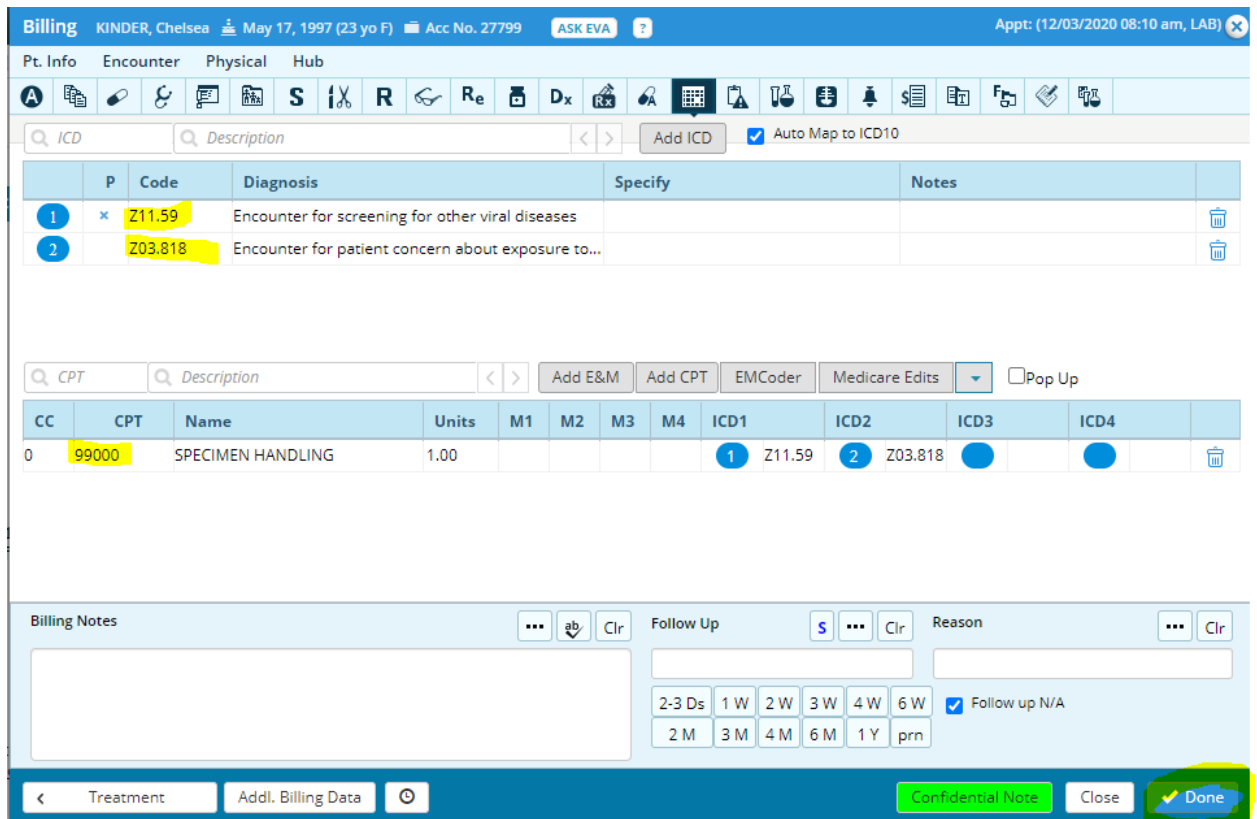 Billing KINDER, Chelsea May 17, 1997 (23 yo F) Acc No. 27799 ASK EVA ? Appt: (12/03/2020 08:10 am, LAB)
Pt. Info Encounter Physical Hub
A S R Re Dx Rx
ICD Description < > Add ICD Auto Map to ICD10
P Code Diagnosis Specify Notes
1 × Z11.59 Encounter for screening for other viral diseases
2 Z03.818 Encounter for patient concern about exposure to...
CPT Description < > Add E&M Add CPT EMCoder Medicare Edits Pop Up
CC CPT Name Units M1 M2 M3 M4 ICD1 ICD2 ICD3 ICD4
0 99000 SPECIMEN HANDLING 1.00 1 Z11.59 2 Z03.818
Billing Notes ... ab Clr Follow Up S ... Clr Reason ... Clr
2-3 Ds 1 W 2 W 3 W 4 W 6 W Follow up N/A
2 M 3 M 4 M 6 M 1 Y prn
< Treatment Addl. Billing Data Confidential Note Close Done